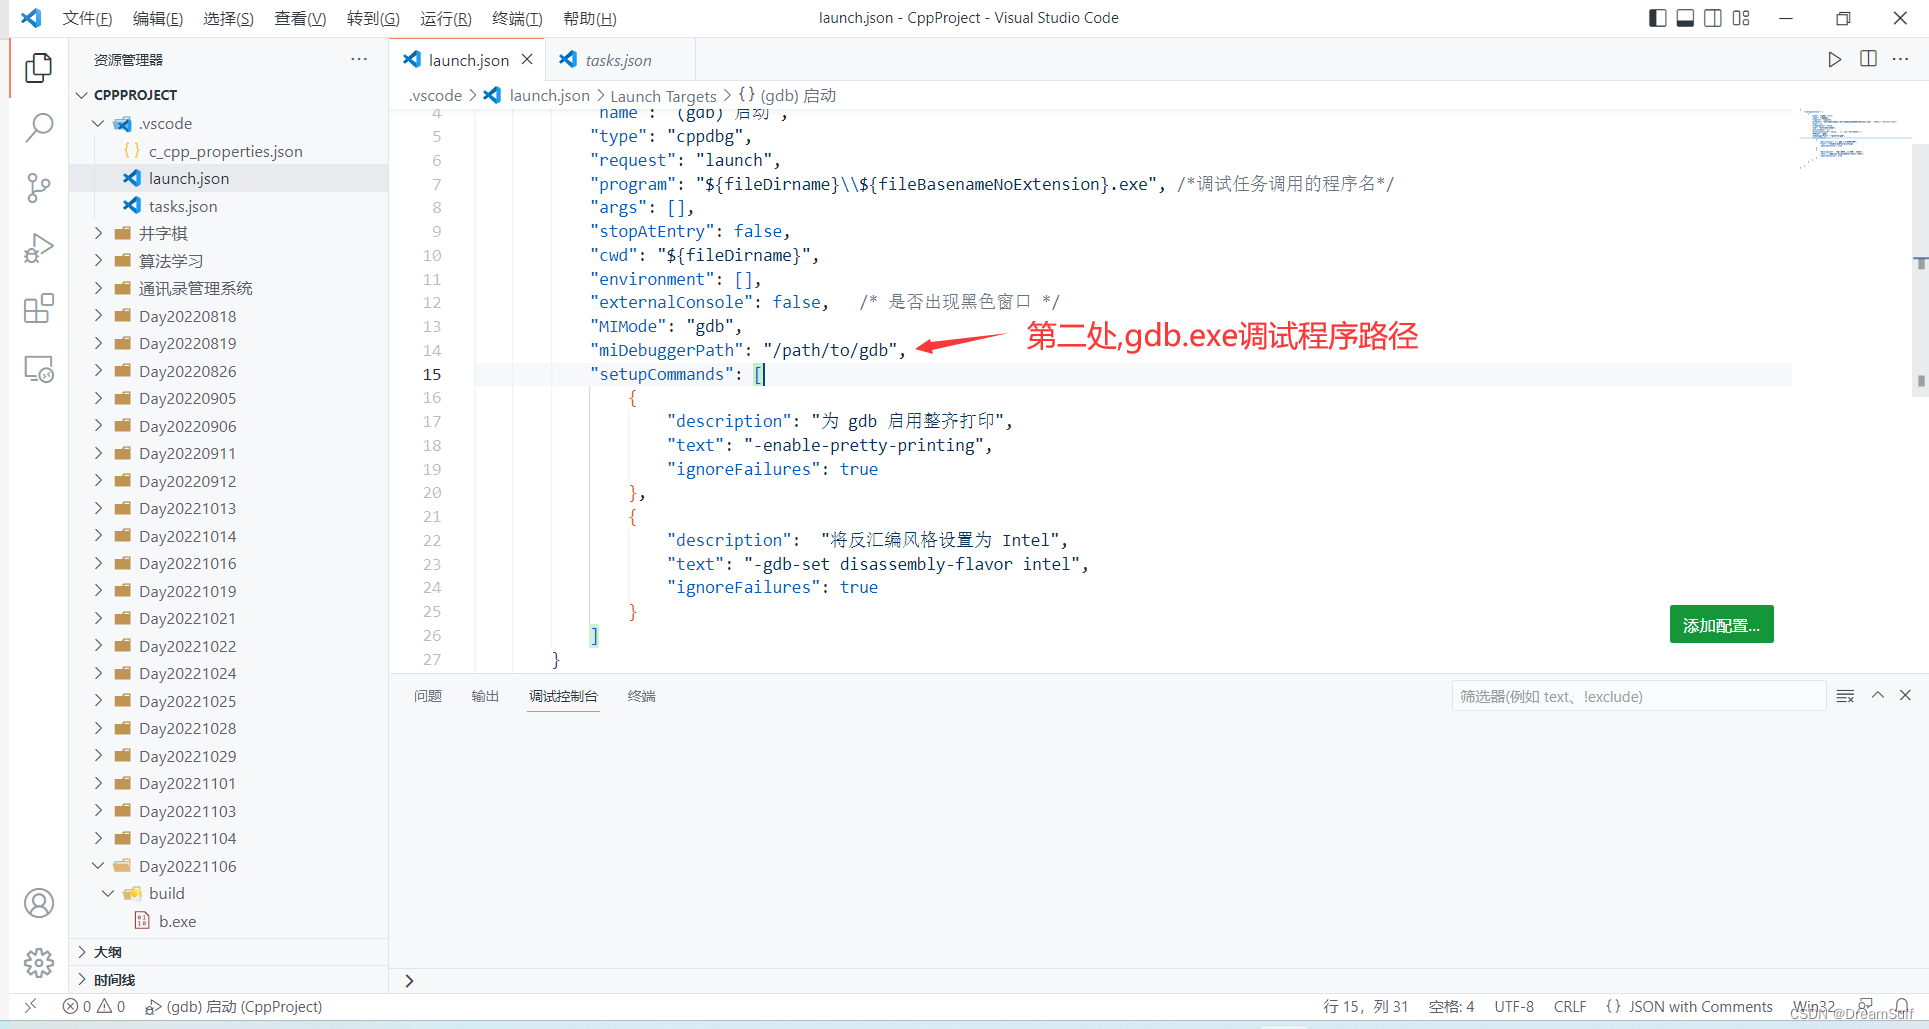 文件(F) 编辑(E) 选择(S) 查看(V) 转到(G) 运行(R) 终端(T) 帮助(H) launch.json - CppProject - Visual Studio Code
资源管理器
CPPPROJECT
.vscode
c_cpp_properties.json
launch.json
tasks.json
井字棋
算法学习
通讯录管理系统
Day20220818
Day20220819
Day20220826
Day20220905
Day20220906
Day20220911
Day20220912
Day20221013
Day20221014
Day20221016
Day20221019
Day20221021
Day20221022
Day20221024
Day20221025
Day20221028
Day20221029
Day20221101
Day20221103
Day20221104
Day20221106
build
b.exe
大纲
时间线
launch.json tasks.json
.vscode > launch.json > Launch Targets > {} (gdb) 启动
4 "name": "(gdb) 启动",
5 "type": "cppdbg",
6 "request": "launch",
7 "program": "${fileDirname}\\${fileBasenameNoExtension}.exe", /*调试任务调用的程序名*/
8 "args": [],
9 "stopAtEntry": false,
10 "cwd": "${fileDirname}",
11 "environment": [],
12 "externalConsole": false, /* 是否出现黑色窗口 */
13 "MIMode": "gdb",
14 "miDebuggerPath": "/path/to/gdb",
第二处,gdb.exe调试程序路径
15 "setupCommands": [
16 {
17 "description": "为 gdb 启用整齐打印",
18 "text": "-enable-pretty-printing",
19 "ignoreFailures": true
20 },
21 {
22 "description": "将反汇编风格设置为 Intel",
23 "text": "-gdb-set disassembly-flavor intel",
24 "ignoreFailures": true
25 }
26 ]
27 }
添加配置...
问题 输出 调试控制台 终端 筛选器(例如 text、!exclude)
0 0 (gdb) 启动 (CppProject) 行 15，列 31 空格: 4 UTF-8 CRLF {} JSON with Comments Win32
CSDN @DreamSuif